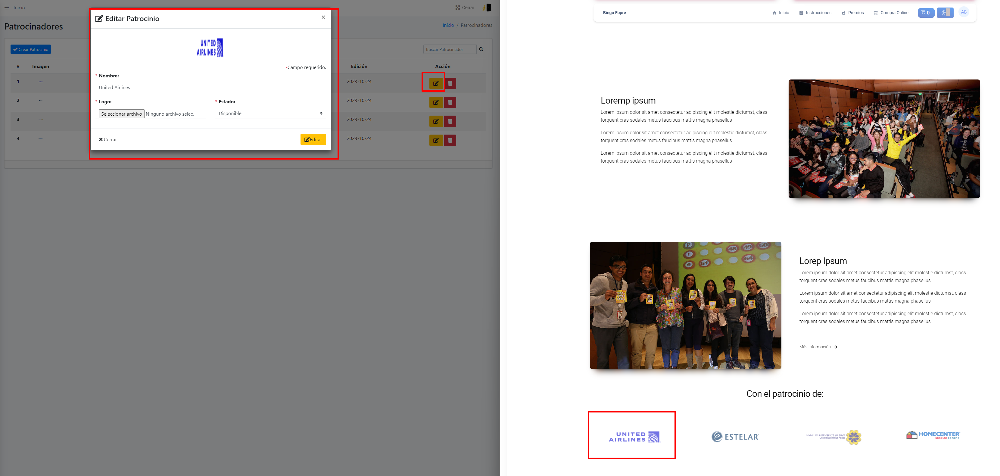 Inicio
Cerrar
Patrocinadores
Inicio / Patrocinadores
Crear Patrocinio
Buscar Patrocinador
# Imagen Edición Acción
1 2023-10-24
2 2023-10-24
3 2023-10-24
4 2023-10-24
Editar Patrocinio
×
UNITED
AIRLINES
*Campo requerido.
* Nombre:
United Airlines
* Logo: * Estado:
Seleccionar archivo Ninguno archivo selec. Disponible
Cerrar Editar
Bingo Fopre Inicio Instrucciones Premios Compra Online 0 AB
Loremp ipsum
Lorem ipsum dolor sit amet consectetur adipiscing elit molestie dictumst, class
torquent cras sodales metus faucibus mattis magna phasellus
Lorem ipsum dolor sit amet consectetur adipiscing elit molestie dictumst, class
torquent cras sodales metus faucibus mattis magna phasellus
Lorem ipsum dolor sit amet consectetur adipiscing elit molestie dictumst, class
torquent cras sodales metus faucibus mattis magna phasellus
P 48 49 50
r 64
e 61
Lorep Ipsum
Lorem ipsum dolor sit amet consectetur adipiscing elit molestie dictumst, class
torquent cras sodales metus faucibus mattis magna phasellus
Lorem ipsum dolor sit amet consectetur adipiscing elit molestie dictumst, class
torquent cras sodales metus faucibus mattis magna phasellus
Lorem ipsum dolor sit amet consectetur adipiscing elit molestie dictumst, class
torquent cras sodales metus faucibus mattis magna phasellus
Más información.
Con el patrocinio de:
UNITED
AIRLINES
ESTELAR
Fondo De Profesores y Empleados
Universidad de los Andes
HOMECENTER
SODIMAC corona